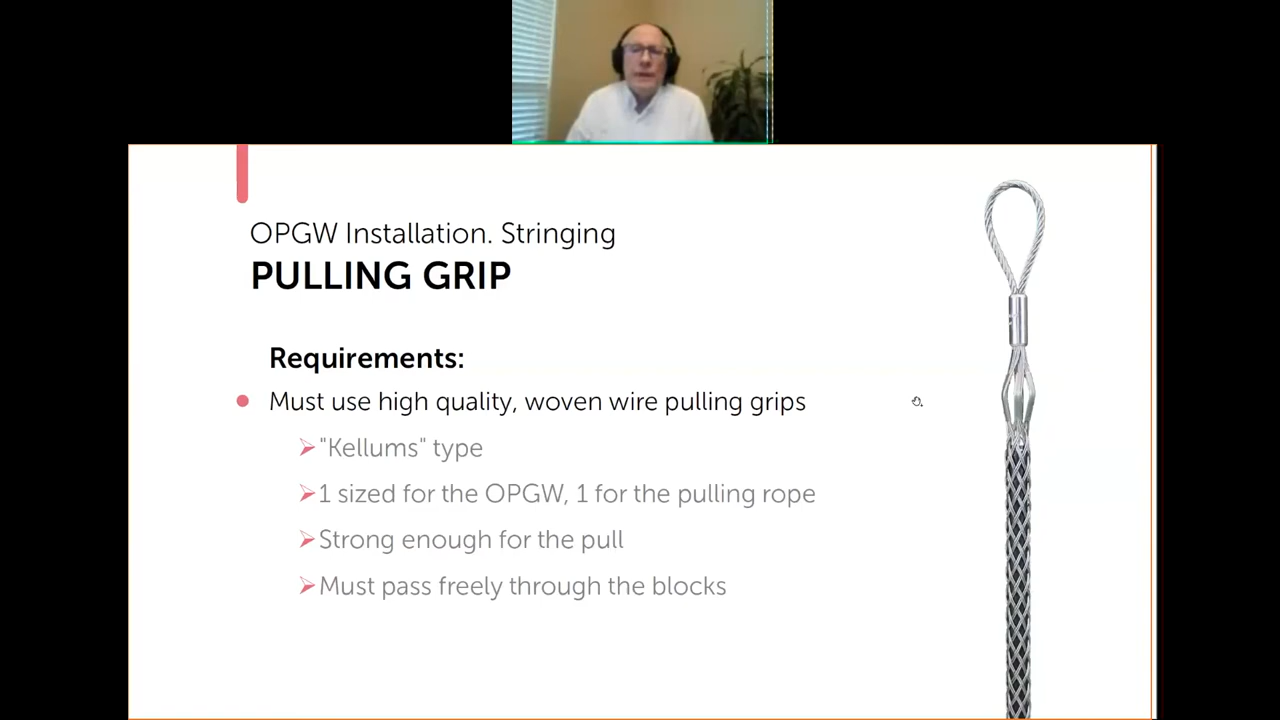 OPGW Installation. Stringing
PULLING GRIP
Requirements:
Must use high quality, woven wire pulling grips
"Kellums" type
1 sized for the OPGW, 1 for the pulling rope
Strong enough for the pull
Must pass freely through the blocks